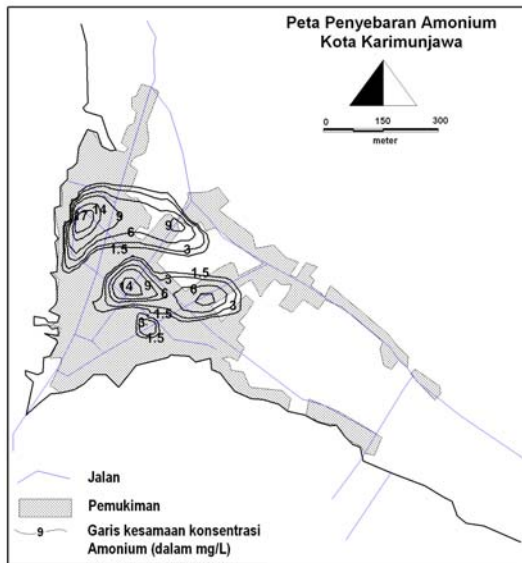 Peta Penyebaran Amonium
Kota Karimunjawa
0 150 300
meter
17 14 9 9
6
1.5 3
3 1.5
14 9 6 6
3
1.5
3
1.5
Jalan
Pemukiman
9 Garis kesamaan konsentrasi
Amonium (dalam mg/L)